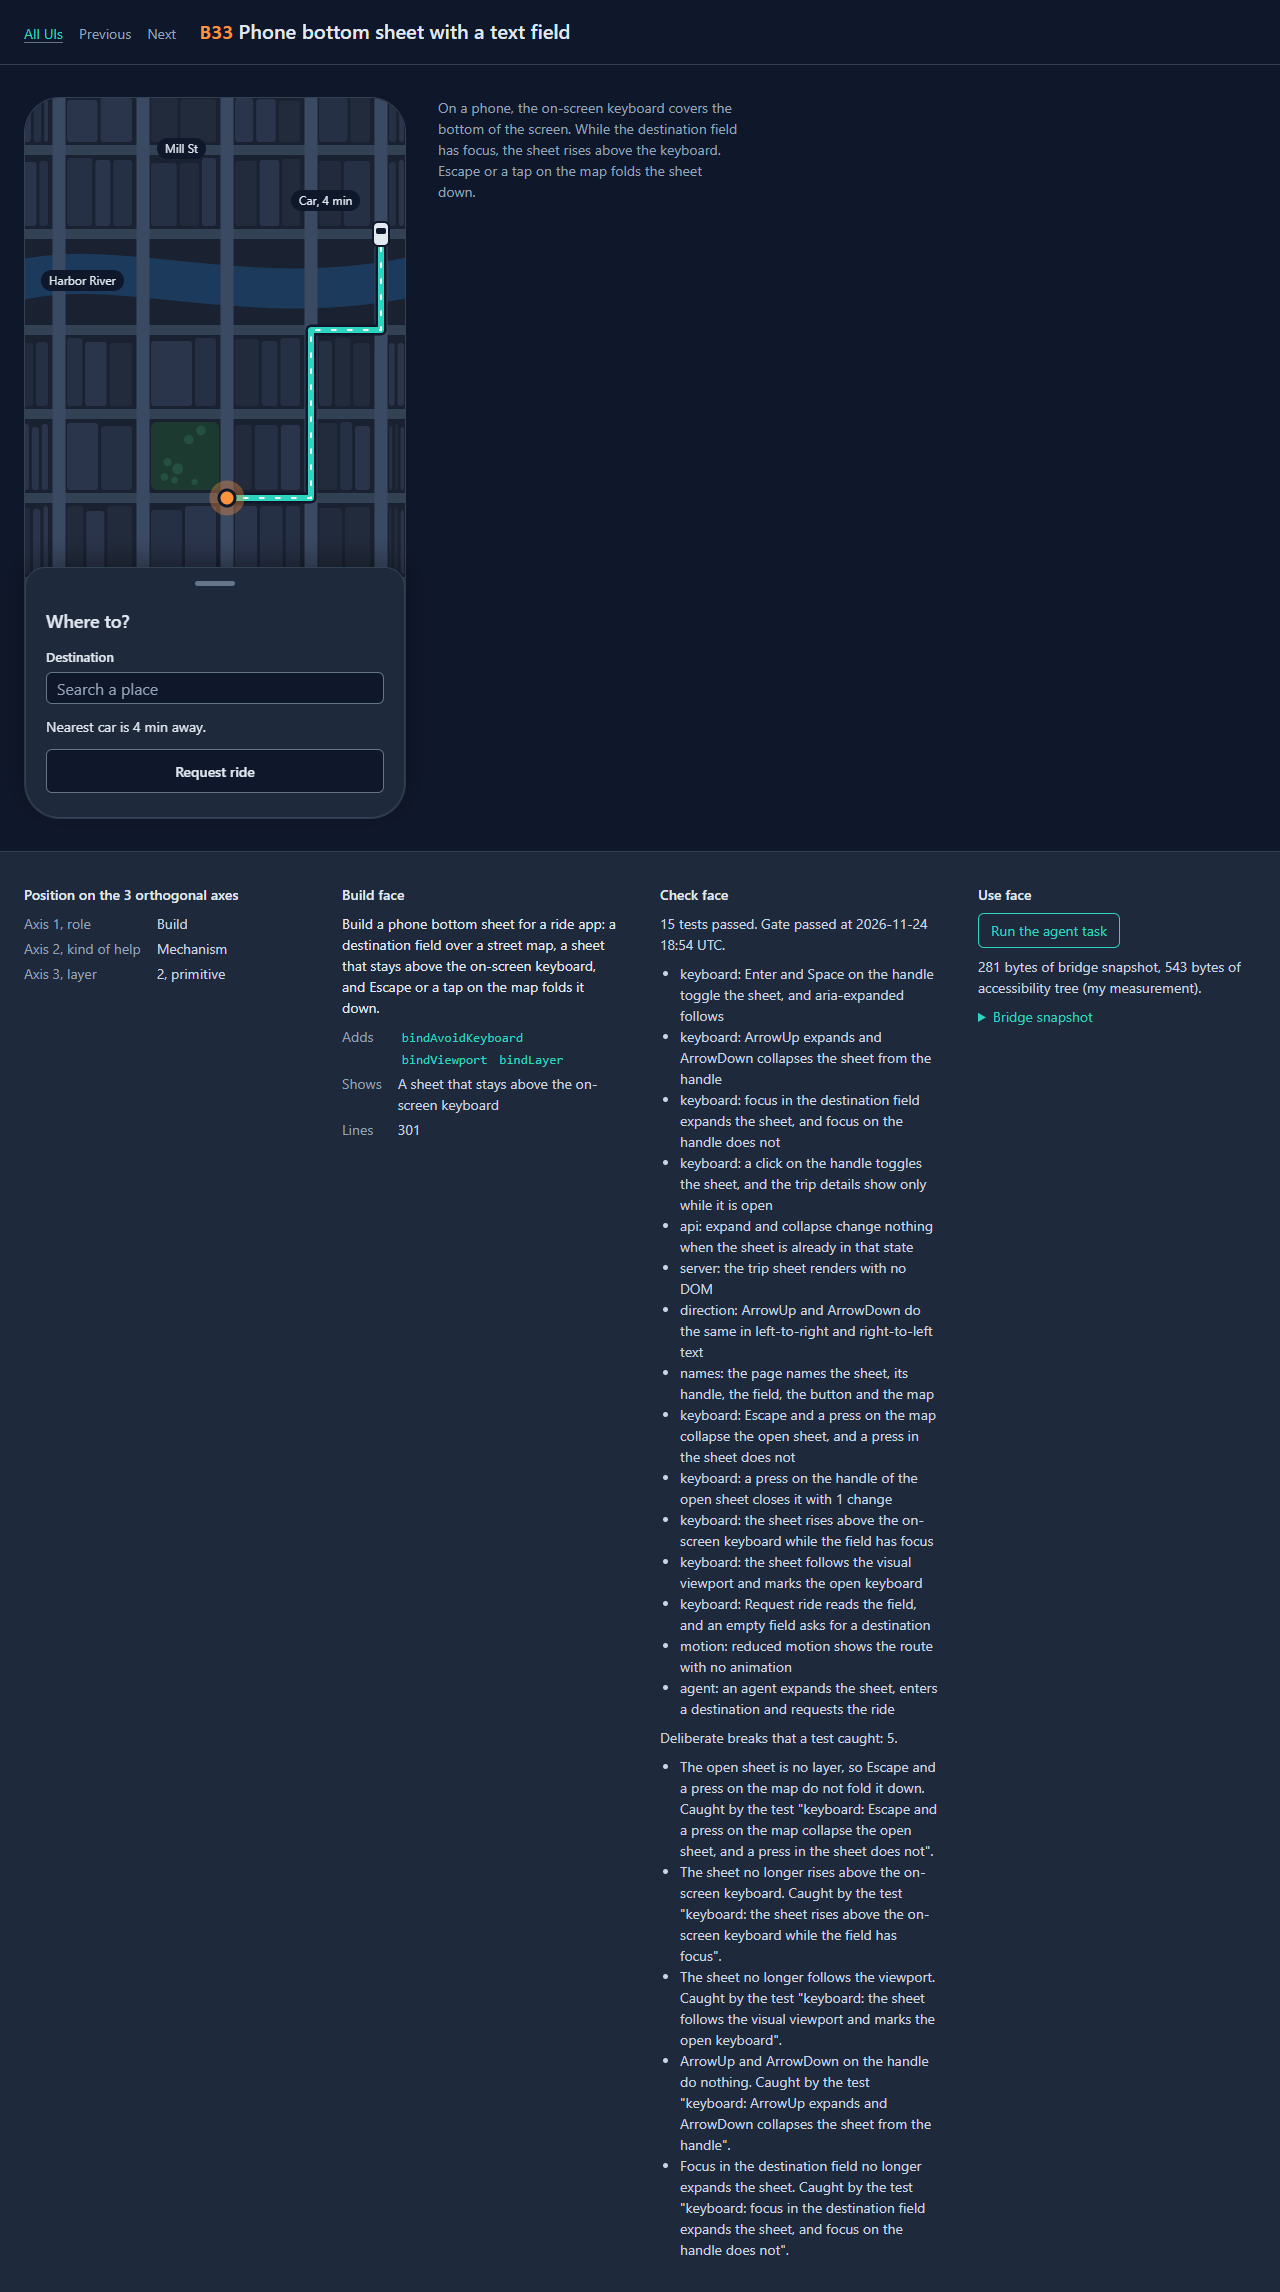 All UIs Previous Next B33 Phone bottom sheet with a text field
Mill St
Car, 4 min
Harbor River
Where to?
Destination
Search a place
Nearest car is 4 min away.
Request ride
On a phone, the on-screen keyboard covers the
bottom of the screen. While the destination field
has focus, the sheet rises above the keyboard.
Escape or a tap on the map folds the sheet
down.
Position on the 3 orthogonal axes
Axis 1, role Build
Axis 2, kind of help Mechanism
Axis 3, layer 2, primitive
Build face
Build a phone bottom sheet for a ride app: a
destination field over a street map, a sheet
that stays above the on-screen keyboard,
and Escape or a tap on the map folds it
down.
Adds bindAvoidKeyboard
bindViewport bindLayer
Shows A sheet that stays above the on-
screen keyboard
Lines 301
Check face
15 tests passed. Gate passed at 2026-11-24
18:54 UTC.
• keyboard: Enter and Space on the handle
toggle the sheet, and aria-expanded
follows
• keyboard: ArrowUp expands and
ArrowDown collapses the sheet from the
handle
• keyboard: focus in the destination field
expands the sheet, and focus on the
handle does not
• keyboard: a click on the handle toggles
the sheet, and the trip details show only
while it is open
• api: expand and collapse change nothing
when the sheet is already in that state
• server: the trip sheet renders with no
DOM
• direction: ArrowUp and ArrowDown do
the same in left-to-right and right-to-left
text
• names: the page names the sheet, its
handle, the field, the button and the map
• keyboard: Escape and a press on the map
collapse the open sheet, and a press in
the sheet does not
• keyboard: a press on the handle of the
open sheet closes it with 1 change
• keyboard: the sheet rises above the on-
screen keyboard while the field has focus
• keyboard: the sheet follows the visual
viewport and marks the open keyboard
• keyboard: Request ride reads the field,
and an empty field asks for a destination
• motion: reduced motion shows the route
with no animation
• agent: an agent expands the sheet, enters
a destination and requests the ride
Deliberate breaks that a test caught: 5.
• The open sheet is no layer, so Escape and
a press on the map do not fold it down.
Caught by the test "keyboard: Escape and
a press on the map collapse the open
sheet, and a press in the sheet does not".
• The sheet no longer rises above the on-
screen keyboard. Caught by the test
"keyboard: the sheet rises above the on-
screen keyboard while the field has
focus".
• The sheet no longer follows the viewport.
Caught by the test "keyboard: the sheet
follows the visual viewport and marks the
open keyboard".
• ArrowUp and ArrowDown on the handle
do nothing. Caught by the test
"keyboard: ArrowUp expands and
ArrowDown collapses the sheet from the
handle".
• Focus in the destination field no longer
expands the sheet. Caught by the test
"keyboard: focus in the destination field
expands the sheet, and focus on the
handle does not".
Use face
Run the agent task
281 bytes of bridge snapshot, 543 bytes of
accessibility tree (my measurement).
▶ Bridge snapshot